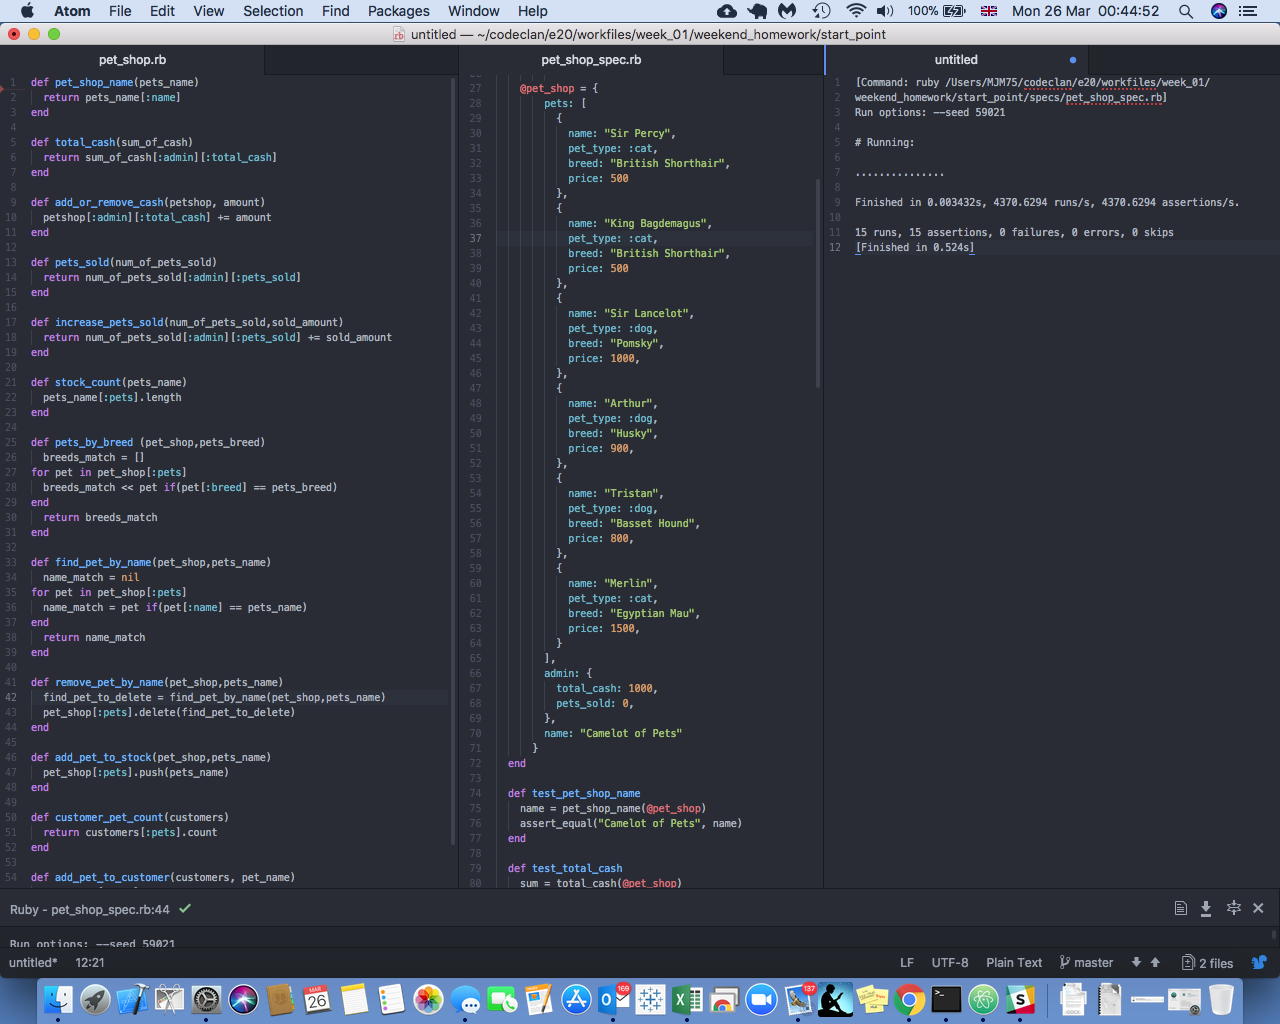 Atom File Edit View Selection Find Packages Window Help 100% Mon 26 Mar 00:44:52
untitled — ~/codeclan/e20/workfiles/week_01/weekend_homework/start_point
pet_shop.rb
1 def pet_shop_name(pets_name)
2 return pets_name[:name]
3 end
4
5 def total_cash(sum_of_cash)
6 return sum_of_cash[:admin][:total_cash]
7 end
8
9 def add_or_remove_cash(petshop, amount)
10 petshop[:admin][:total_cash] += amount
11 end
12
13 def pets_sold(num_of_pets_sold)
14 return num_of_pets_sold[:admin][:pets_sold]
15 end
16
17 def increase_pets_sold(num_of_pets_sold,sold_amount)
18 return num_of_pets_sold[:admin][:pets_sold] += sold_amount
19 end
20
21 def stock_count(pets_name)
22 pets_name[:pets].length
23 end
24
25 def pets_by_breed (pet_shop,pets_breed)
26 breeds_match = []
27 for pet in pet_shop[:pets]
28 breeds_match << pet if(pet[:breed] == pets_breed)
29 end
30 return breeds_match
31 end
32
33 def find_pet_by_name(pet_shop,pets_name)
34 name_match = nil
35 for pet in pet_shop[:pets]
36 name_match = pet if(pet[:name] == pets_name)
37 end
38 return name_match
39 end
40
41 def remove_pet_by_name(pet_shop,pets_name)
42 find_pet_to_delete = find_pet_by_name(pet_shop,pets_name)
43 pet_shop[:pets].delete(find_pet_to_delete)
44 end
45
46 def add_pet_to_stock(pet_shop,pets_name)
47 pet_shop[:pets].push(pets_name)
48 end
49
50 def customer_pet_count(customers)
51 return customers[:pets].count
52 end
53
54 def add_pet_to_customer(customers, pet_name)
pet_shop_spec.rb
27 @pet_shop = {
28 pets: [
29 {
30 name: "Sir Percy",
31 pet_type: :cat,
32 breed: "British Shorthair",
33 price: 500
34 },
35 {
36 name: "King Bagdemagus",
37 pet_type: :cat,
38 breed: "British Shorthair",
39 price: 500
40 },
41 {
42 name: "Sir Lancelot",
43 pet_type: :dog,
44 breed: "Pomsky",
45 price: 1000,
46 },
47 {
48 name: "Arthur",
49 pet_type: :dog,
50 breed: "Husky",
51 price: 900,
52 },
53 {
54 name: "Tristan",
55 pet_type: :dog,
56 breed: "Basset Hound",
57 price: 800,
58 },
59 {
60 name: "Merlin",
61 pet_type: :cat,
62 breed: "Egyptian Mau",
63 price: 1500,
64 }
65 ],
66 admin: {
67 total_cash: 1000,
68 pets_sold: 0,
69 },
70 name: "Camelot of Pets"
71 }
72 end
73
74 def test_pet_shop_name
75 name = pet_shop_name(@pet_shop)
76 assert_equal("Camelot of Pets", name)
77 end
78
79 def test_total_cash
80 sum = total_cash(@pet_shop)
untitled
1 [Command: ruby /Users/MJM75/codeclan/e20/workfiles/week_01/
2 weekend_homework/start_point/specs/pet_shop_spec.rb]
3 Run options: --seed 59021
4
5 # Running:
6
7 ...............
8
9 Finished in 0.003432s, 4370.6294 runs/s, 4370.6294 assertions/s.
10
11 15 runs, 15 assertions, 0 failures, 0 errors, 0 skips
12 [Finished in 0.524s]
Ruby - pet_shop_spec.rb:44
Run options: --seed 59021
untitled* 12:21 LF UTF-8 Plain Text master 2 files
MAR 26 169 137